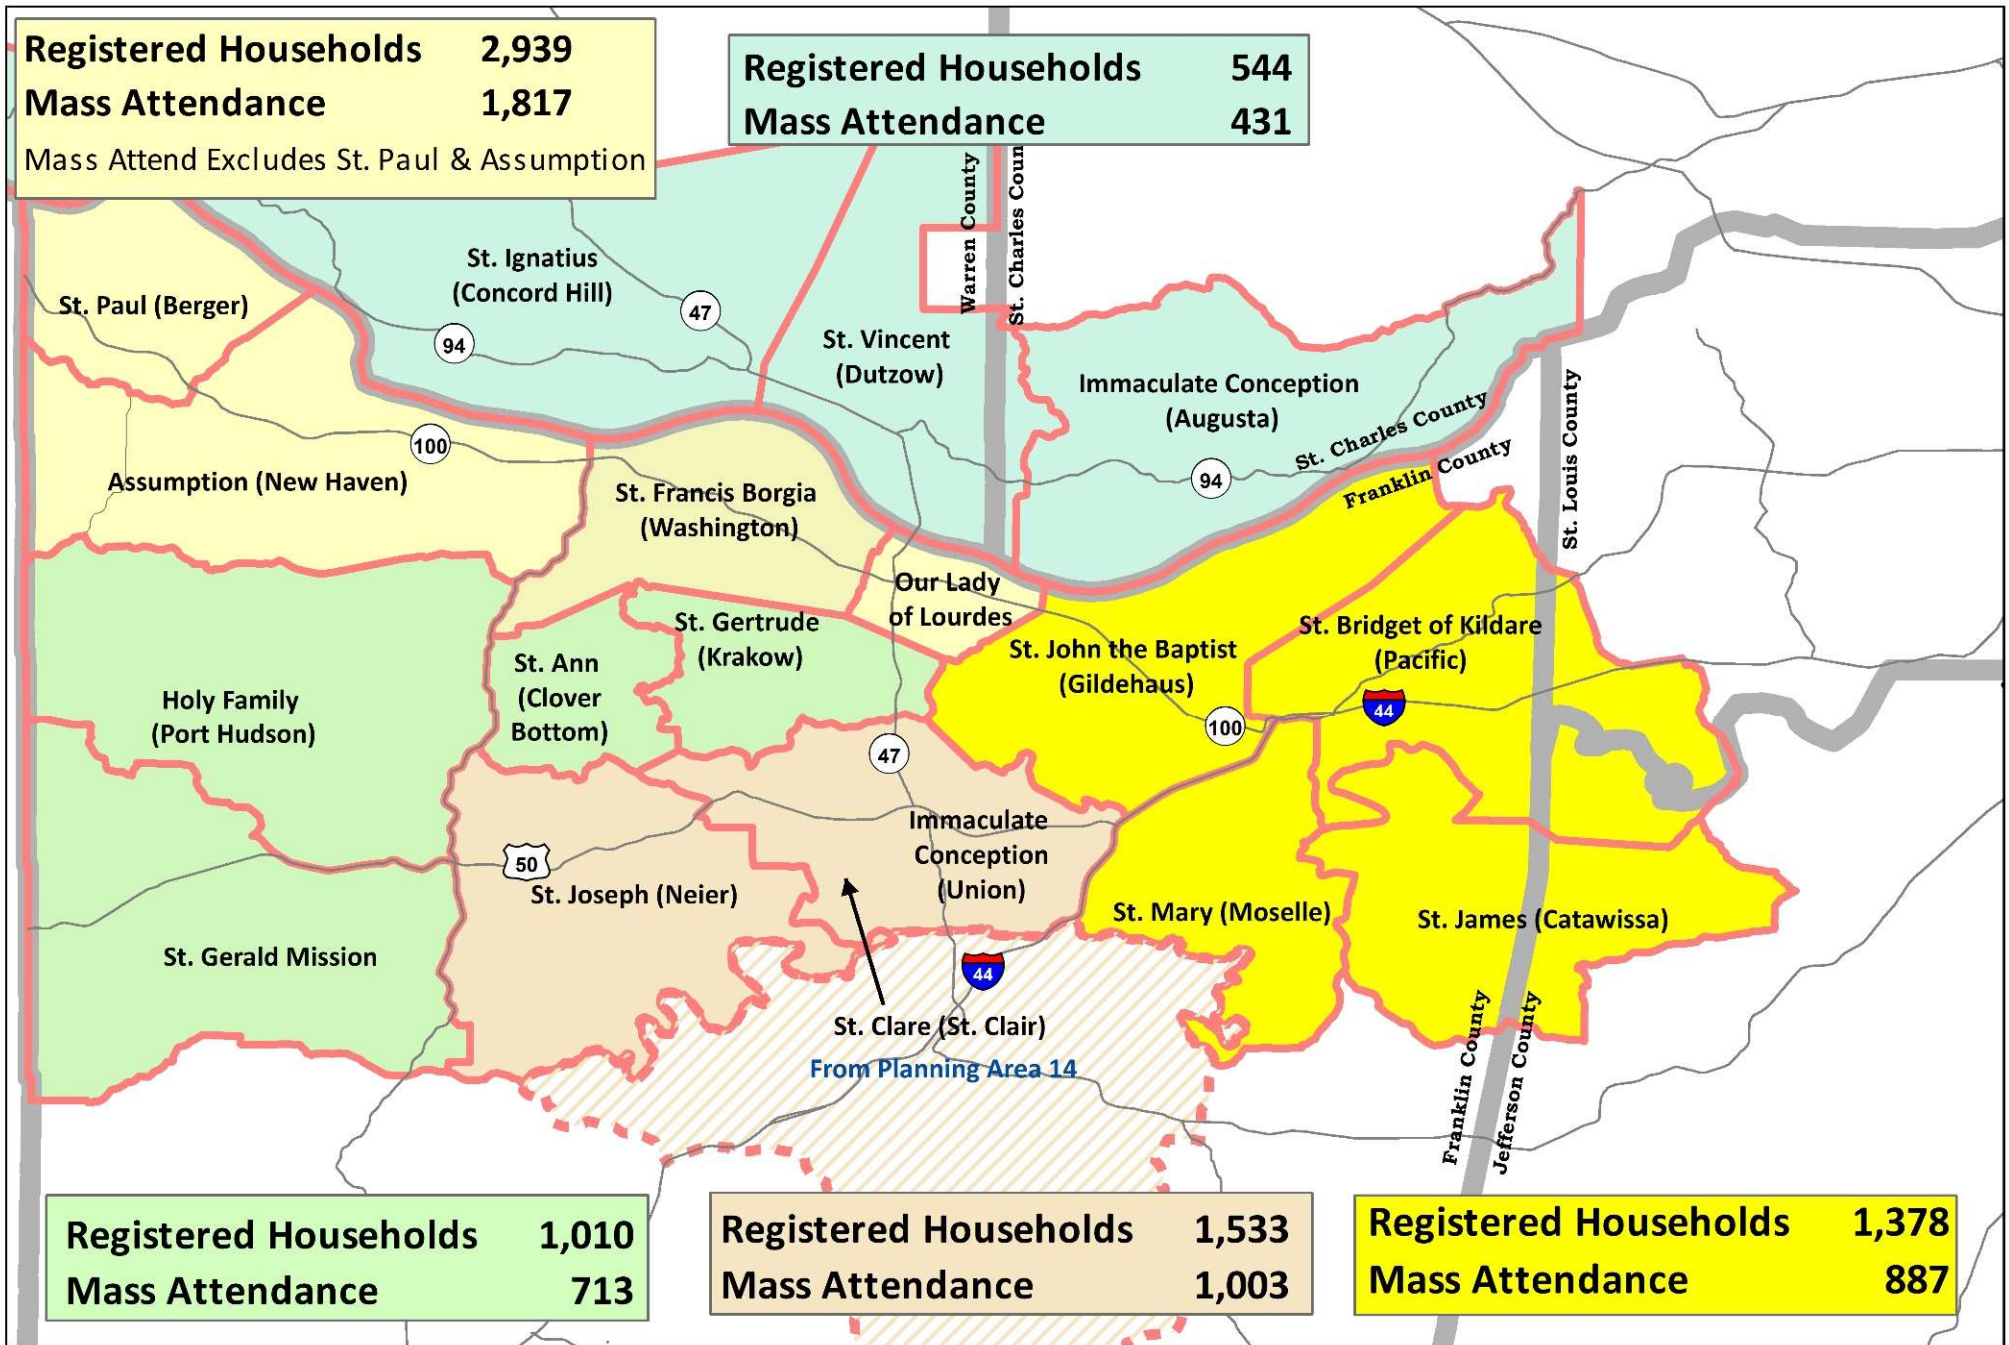 Registered Households 2,939
Mass Attendance 1,817
Mass Attend Excludes St. Paul & Assumption
Registered Households 544
Mass Attendance 431
Warren County
St. Charles Coun
St. Ignatius
(Concord Hill)
47
94
St. Paul (Berger)
St. Vincent
(Dutzow)
Immaculate Conception
(Augusta)
St. Charles County
Franklin County
St. Louis County
94
100
Assumption (New Haven)
St. Francis Borgia
(Washington)
Our Lady
of Lourdes
St. Gertrude
(Krakow)
St. Ann
(Clover
Bottom)
Holy Family
(Port Hudson)
St. John the Baptist
(Gildehaus)
St. Bridget of Kildare
(Pacific)
44
100
47
Immaculate
Conception
(Union)
50
St. Joseph (Neier)
St. Mary (Moselle)
St. James (Catawissa)
St. Gerald Mission
44
St. Clare (St. Clair)
From Planning Area 14
Franklin County
Jefferson County
Registered Households 1,010
Mass Attendance 713
Registered Households 1,533
Mass Attendance 1,003
Registered Households 1,378
Mass Attendance 887